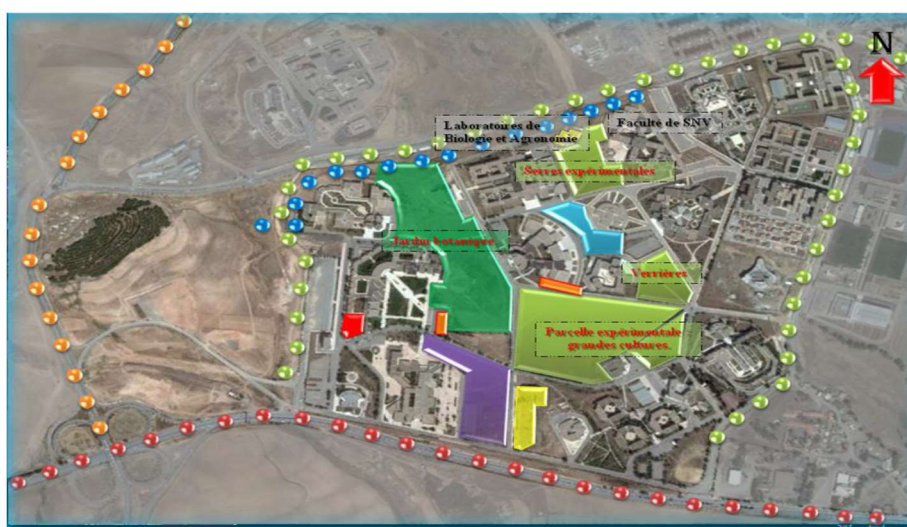 N
Laboratoires de
Biologie et Agronomie
Faculté de SNV
Serres expérimentales
Jardin botanique
Verrières
Parcelle expérimentale
grandes cultures.